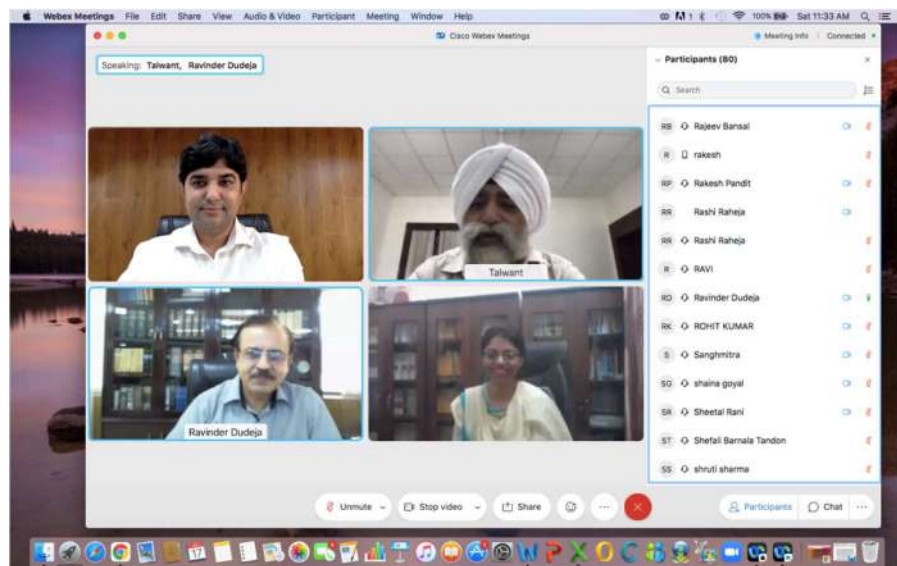 Webex Meetings File Edit Share View Audio & Video Participant Meeting Window Help 100% Sat 11:33 AM
Cisco Webex Meetings
Meeting Info Connected
Speaking: Talwant, Ravinder Dudeja
Participants (80)
Search
RB Rajeev Bansal
R rakesh
RP Rakesh Pandit
RR Rashi Raheja
RR Rashi Raheja
R RAVI
RD Ravinder Dudeja
RK ROHIT KUMAR
S Sanghmitra
SG shaina goyal
SR Sheetal Rani
ST Shefali Barnala Tandon
SS shruti sharma
Talwant
Ravinder Dudeja
Unmute Stop video Share
Participants Chat
17